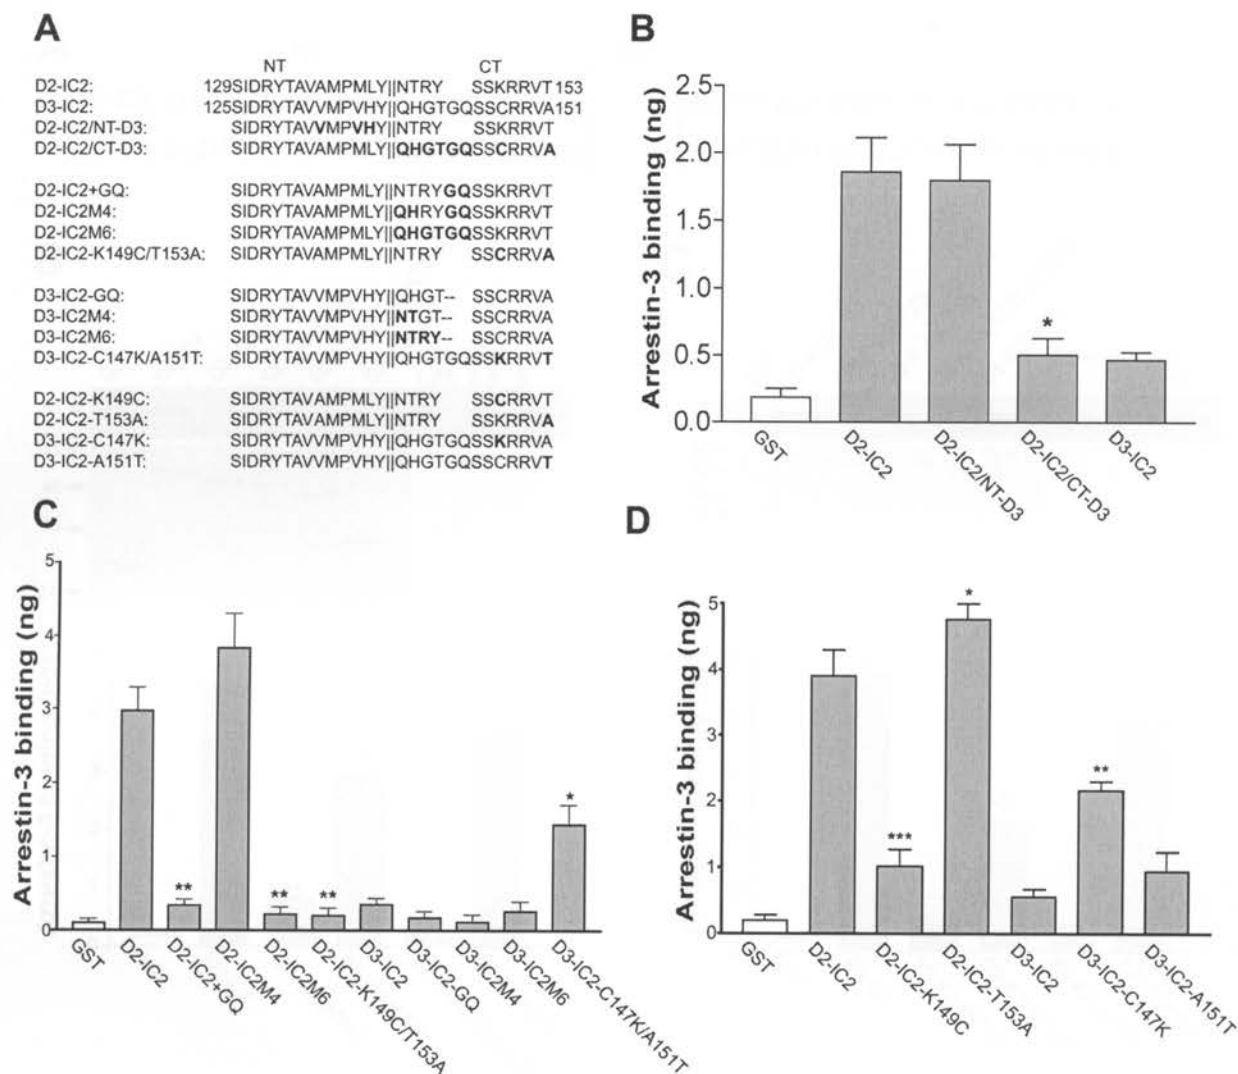 A
NT CT
D2-IC2: 129SIDRYTAVAMPMLY||NTRY SSKRRVT153
D3-IC2: 125SIDRYTAVVMPVHY||QHGTGQSSCRRVA151
D2-IC2/NT-D3: SIDRYTAVVMPVHY||NTRY SSKRRVT
D2-IC2/CT-D3: SIDRYTAVAMPMLY||QHGTGQSSCRRVA
D2-IC2+GQ: SIDRYTAVAMPMLY||NTRYGQSSKRRVT
D2-IC2M4: SIDRYTAVAMPMLY||QHRYGQSSKRRVT
D2-IC2M6: SIDRYTAVAMPMLY||QHGTGQSSKRRVT
D2-IC2-K149C/T153A: SIDRYTAVAMPMLY||NTRY SSCRRVA
D3-IC2-GQ: SIDRYTAVVMPVHY||QHGT-- SSCRRVA
D3-IC2M4: SIDRYTAVVMPVHY||NTGT-- SSCRRVA
D3-IC2M6: SIDRYTAVVMPVHY||NTRY-- SSCRRVA
D3-IC2-C147K/A151T: SIDRYTAVVMPVHY||QHGTGQSSKRRVT
D2-IC2-K149C: SIDRYTAVAMPMLY||NTRY SSCRRVT
D2-IC2-T153A: SIDRYTAVAMPMLY||NTRY SSKRRVA
D3-IC2-C147K: SIDRYTAVVMPVHY||QHGTGQSSKRRVA
D3-IC2-A151T: SIDRYTAVVMPVHY||QHGTGQSSCRRVT
B
Arrestin-3 binding (ng)
2.5
2.0
1.5
1.0
0.5
0.0
*
GST
D2-IC2
D2-IC2/NT-D3
D2-IC2/CT-D3
D3-IC2
C
Arrestin-3 binding (ng)
5
4
3
2
1
0
**
**
**
*
GST
D2-IC2
D2-IC2+GQ
D2-IC2M4
D2-IC2M6
D2-IC2-K149C/T153A
D3-IC2
D3-IC2-GQ
D3-IC2M4
D3-IC2M6
D3-IC2-C147K/A151T
D
Arrestin-3 binding (ng)
5
4
3
2
1
0
***
*
**
GST
D2-IC2
D2-IC2-K149C
D2-IC2-T153A
D3-IC2
D3-IC2-C147K
D3-IC2-A151T